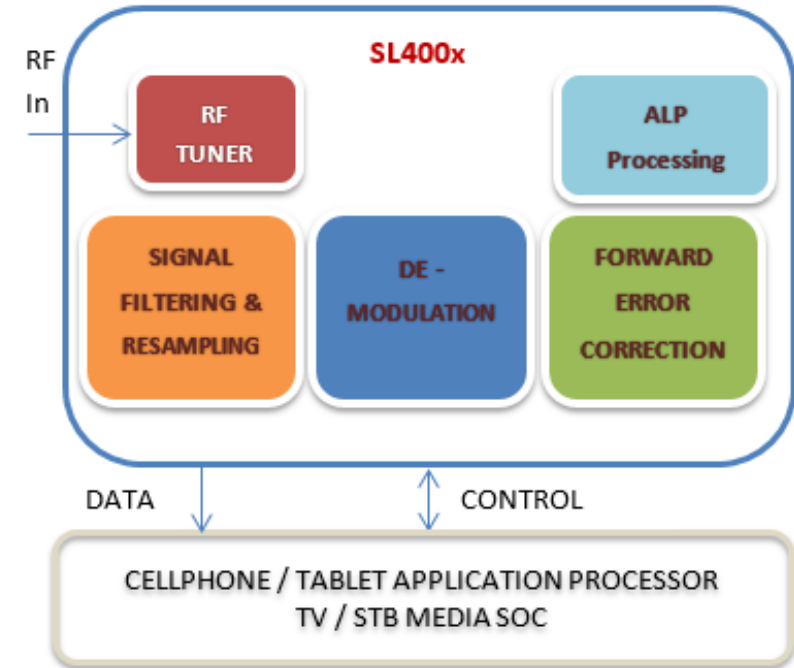 SL400x
RF
In
RF
TUNER
ALP
Processing
SIGNAL
FILTERING &
RESAMPLING
DE -
MODULATION
FORWARD
ERROR
CORRECTION
DATA
CONTROL
CELLPHONE / TABLET APPLICATION PROCESSOR
TV / STB MEDIA SOC